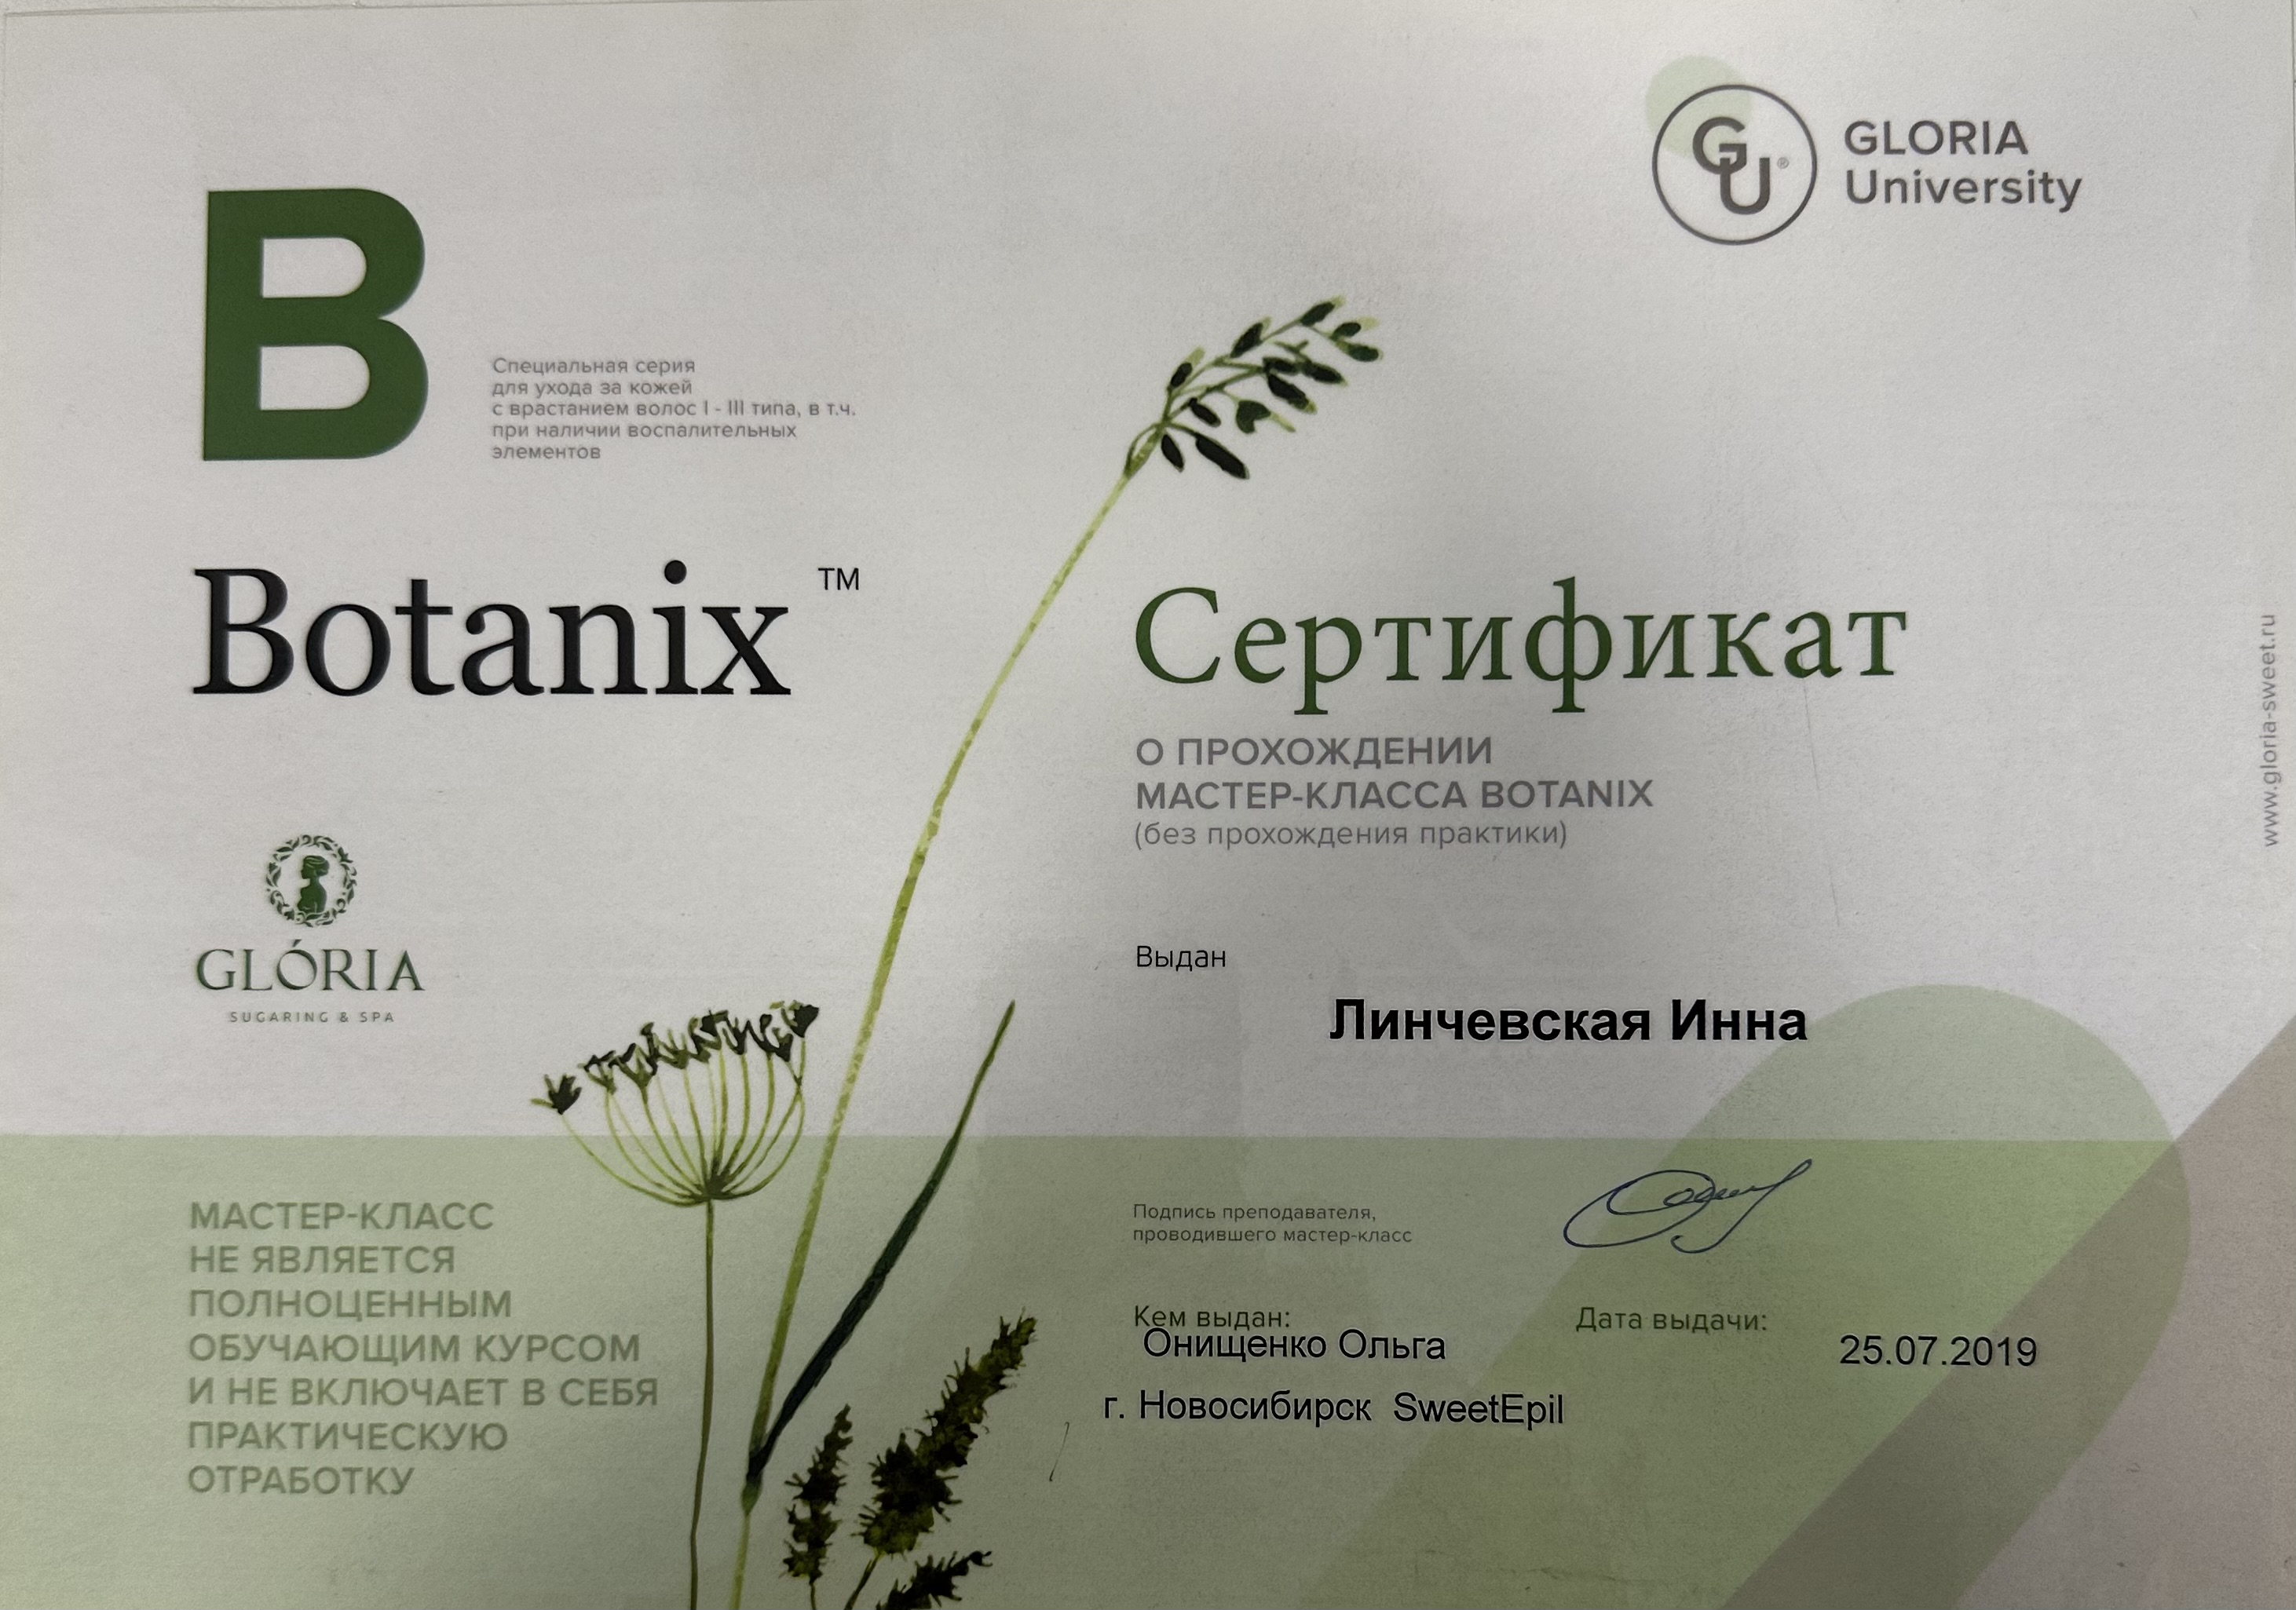 GU®
GLORIA
University
B
Специальная серия
для ухода за кожей
с врастанием волос I - III типа, в т.ч.
при наличии воспалительных
элементов
Botanix ™
Сертификат
О ПРОХОЖДЕНИИ
МАСТЕР-КЛАССА BOTANIX
(без прохождения практики)
www.gloria-sweet.ru
GLÓRIA
SUGARING & SPA
Выдан
Линчевская Инна
МАСТЕР-КЛАСС
НЕ ЯВЛЯЕТСЯ
ПОЛНОЦЕННЫМ
ОБУЧАЮЩИМ КУРСОМ
И НЕ ВКЛЮЧАЕТ В СЕБЯ
ПРАКТИЧЕСКУЮ
ОТРАБОТКУ
Подпись преподавателя,
проводившего мастер-класс
Кем выдан:
Онищенко Ольга
г. Новосибирск SweetEpil
Дата выдачи:
25.07.2019